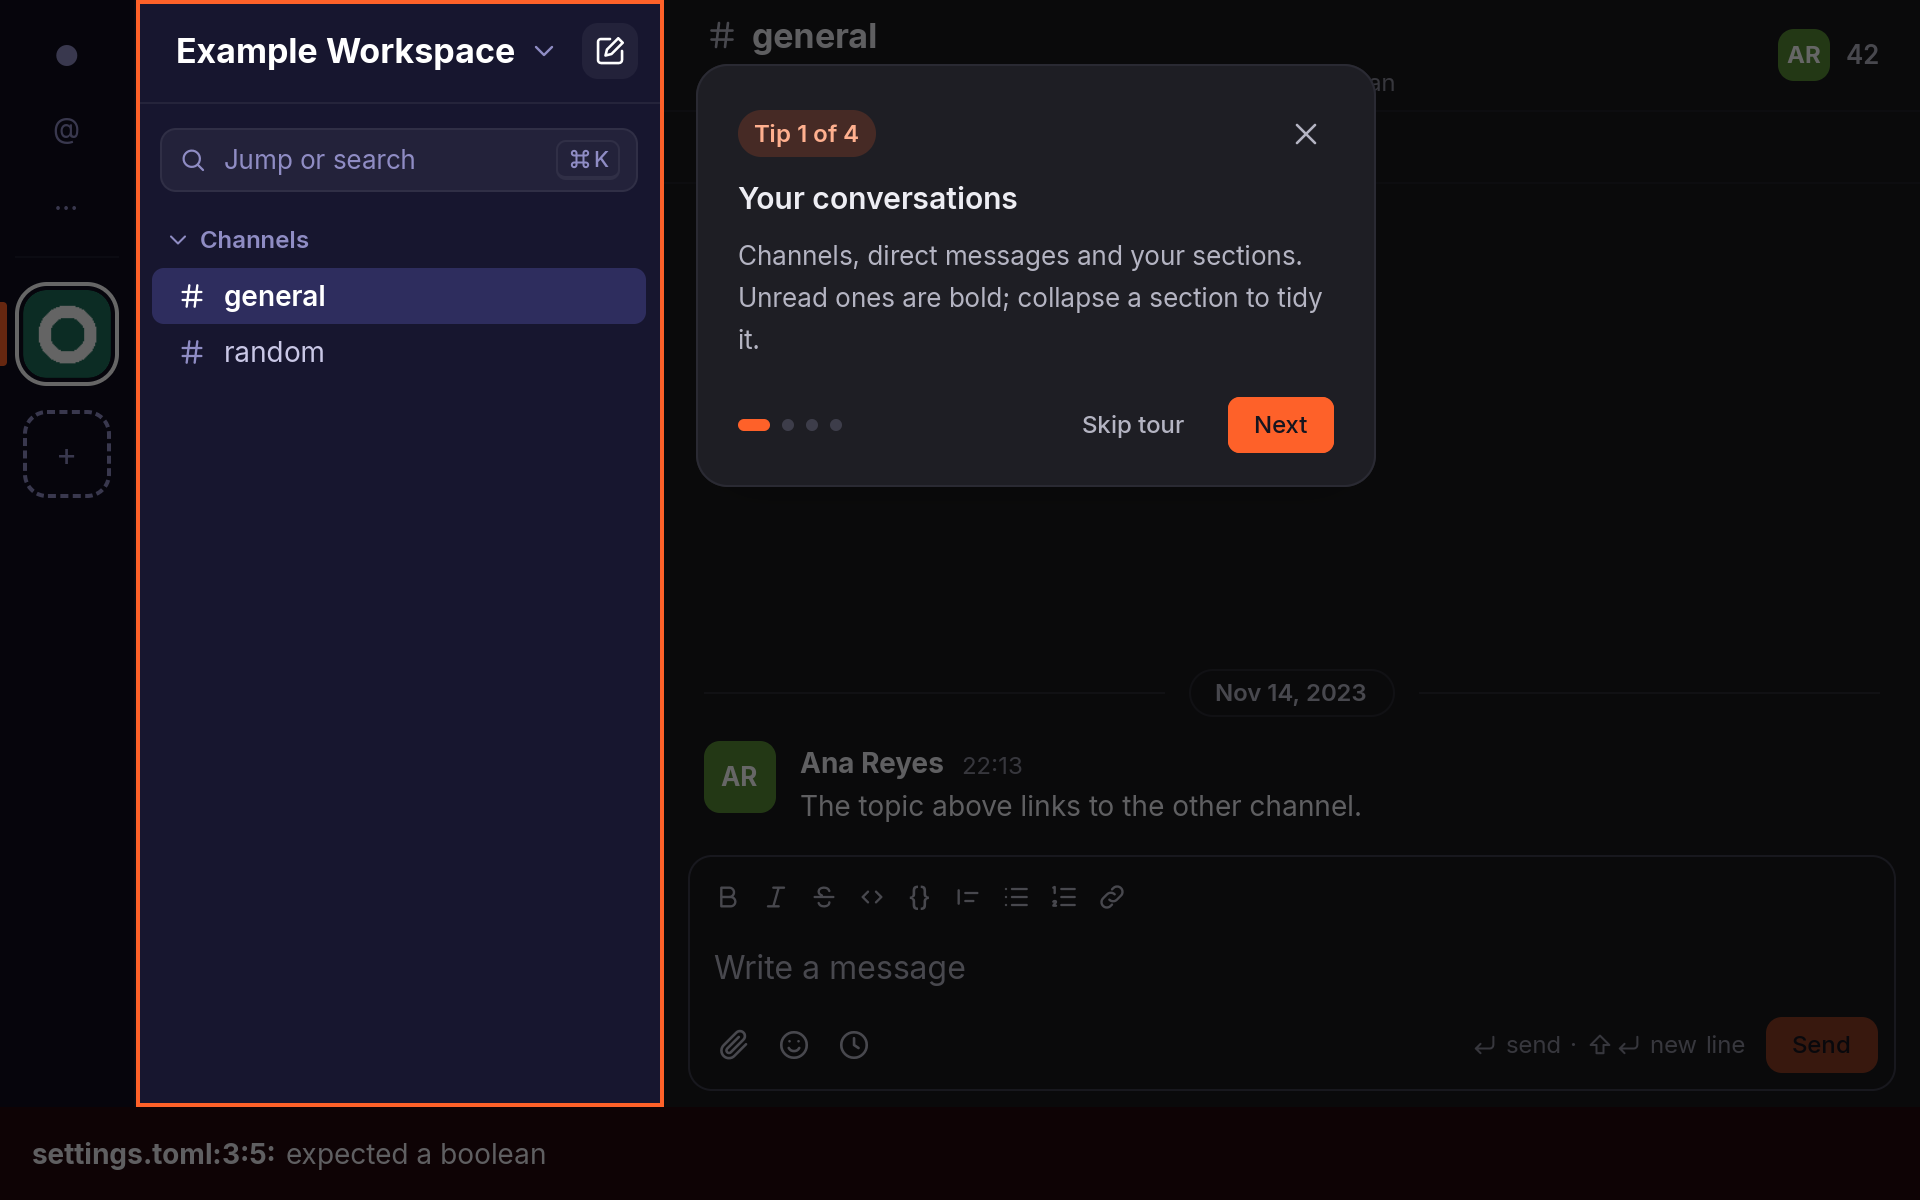 Example Workspace
@
Jump or search
⌘K
Channels
# general
# random
# general
an
AR 42
Tip 1 of 4
Your conversations
Channels, direct messages and your sections.
Unread ones are bold; collapse a section to tidy
it.
Skip tour
Next
Nov 14, 2023
AR
Ana Reyes 22:13
The topic above links to the other channel.
Write a message
send · new line
Send
settings.toml:3:5: expected a boolean